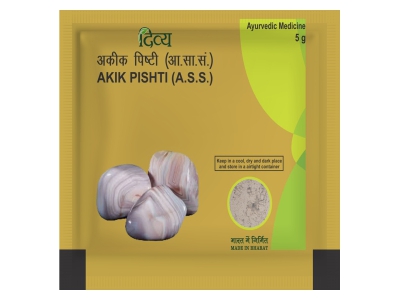 दिव्य
अकीक पिष्टी (आ.सा.सं.)
AKIK PISHTI (A.S.S.)
Ayurvedic Medicine
5 g
Keep in a cool, dry and dark place
and store in a airtight container
भारत में निर्मित
MADE IN BHARAT